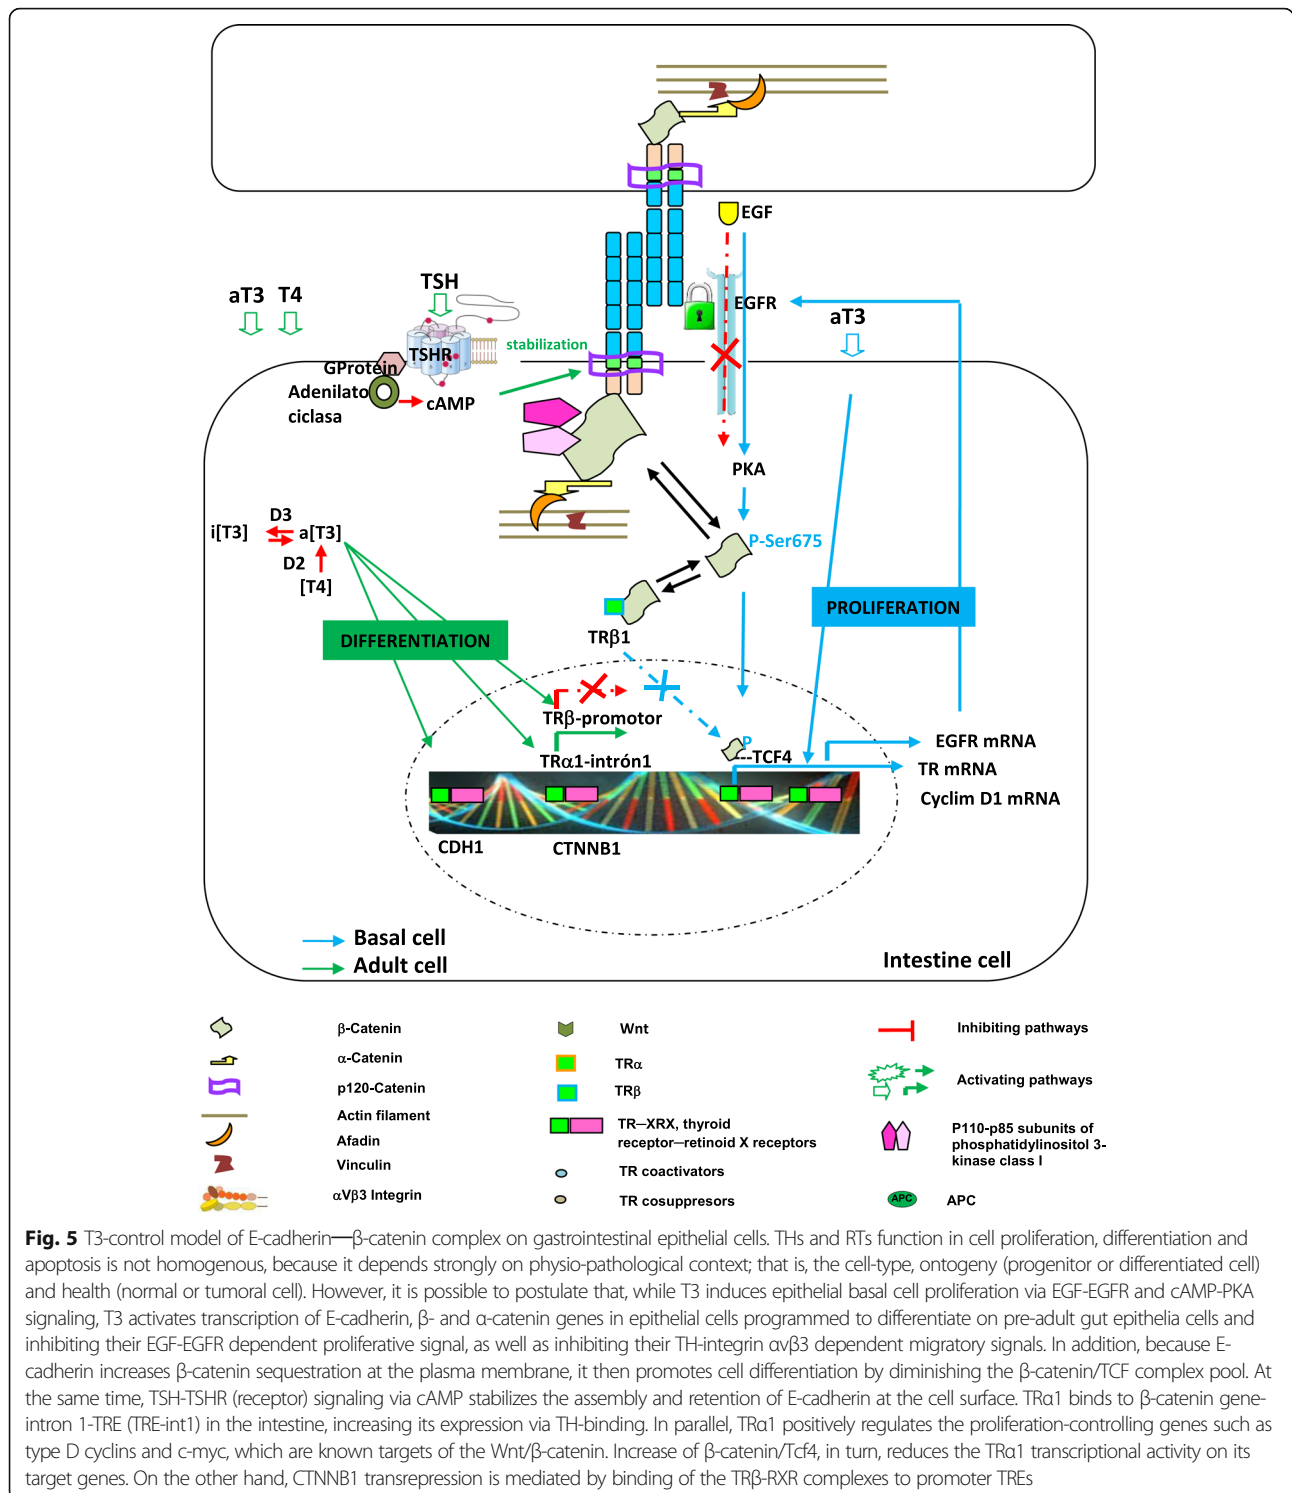 EGF
EGFR
aT3 T4
TSH
aT3
TSHR
stabilization
GProtein
Adenilato
ciclasa
cAMP
PKA
D3
i[T3] a[T3]
D2
[T4]
P-Ser675
PROLIFERATION
TRβ1
DIFFERENTIATION
TRβ-promotor
P
---TCF4
TRα1-intrón1
EGFR mRNA
TR mRNA
Cyclim D1 mRNA
CDH1 CTNNB1
Basal cell
Adult cell
Intestine cell
β-Catenin
α-Catenin
p120-Catenin
Actin filament
Afadin
Vinculin
αVβ3 Integrin
Wnt
TRα
TRβ
TR—XRX, thyroid
receptor—retinoid X receptors
TR coactivators
TR cosuppresors
Inhibiting pathways
Activating pathways
P110-p85 subunits of
phosphatidylinositol 3-
kinase class I
APC APC
Fig. 5 T3-control model of E-cadherin—β-catenin complex on gastrointestinal epithelial cells. THs and RTs function in cell proliferation, differentiation and
apoptosis is not homogenous, because it depends strongly on physio-pathological context; that is, the cell-type, ontogeny (progenitor or differentiated cell)
and health (normal or tumoral cell). However, it is possible to postulate that, while T3 induces epithelial basal cell proliferation via EGF-EGFR and cAMP-PKA
signaling, T3 activates transcription of E-cadherin, β- and α-catenin genes in epithelial cells programmed to differentiate on pre-adult gut epithelia cells and
inhibiting their EGF-EGFR dependent proliferative signal, as well as inhibiting their TH-integrin αvβ3 dependent migratory signals. In addition, because E-
cadherin increases β-catenin sequestration at the plasma membrane, it then promotes cell differentiation by diminishing the β-catenin/TCF complex pool. At
the same time, TSH-TSHR (receptor) signaling via cAMP stabilizes the assembly and retention of E-cadherin at the cell surface. TRα1 binds to β-catenin gene-
intron 1-TRE (TRE-int1) in the intestine, increasing its expression via TH-binding. In parallel, TRα1 positively regulates the proliferation-controlling genes such as
type D cyclins and c-myc, which are known targets of the Wnt/β-catenin. Increase of β-catenin/Tcf4, in turn, reduces the TRα1 transcriptional activity on its
target genes. On the other hand, CTNNB1 transrepression is mediated by binding of the TRβ-RXR complexes to promoter TREs